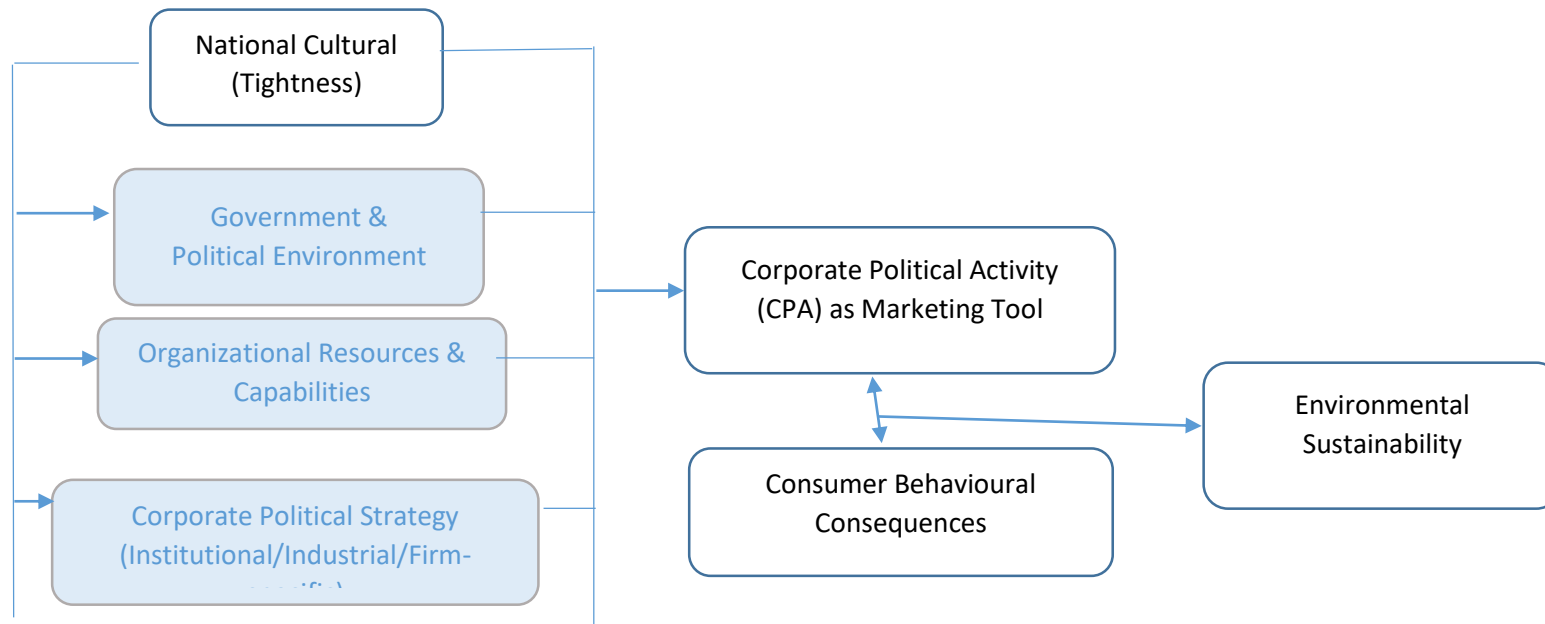 National Cultural
(Tightness)
Government &
Political Environment
Organizational Resources &
Capabilities
Corporate Political Strategy
(Institutional/Industrial/Firm-
Corporate Political Activity
(CPA) as Marketing Tool
Consumer Behavioural
Consequences
Environmental
Sustainability